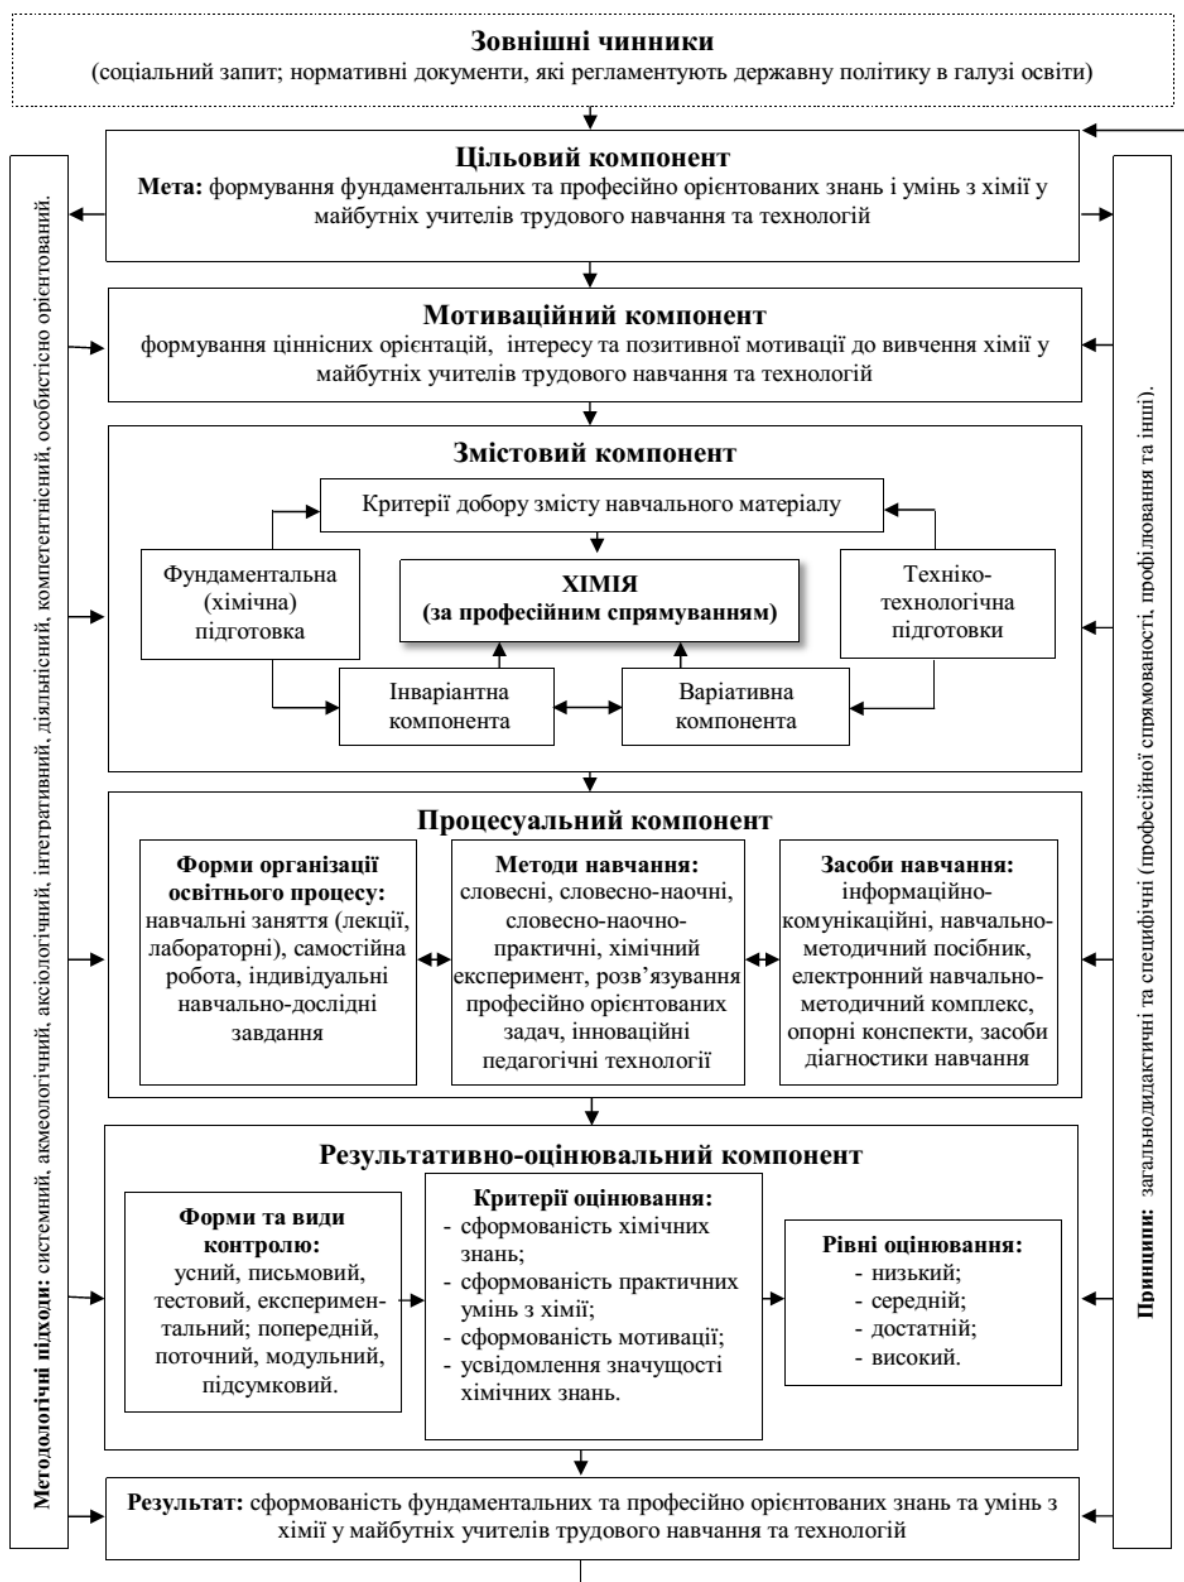 Зовнішні чинники
(соціальний запит; нормативні документи, які регламентують державну політику в галузі освіти)
Цільовий компонент
Мета: формування фундаментальних та професійно орієнтованих знань і умінь з хімії у
майбутніх учителів трудового навчання та технологій
Мотиваційний компонент
формування ціннісних орієнтацій, інтересу та позитивної мотивації до вивчення хімії у
майбутніх учителів трудового навчання та технологій
Змістовий компонент
Критерії добору змісту навчального матеріалу
Фундаментальна
(хімічна)
підготовка
ХІМІЯ
(за професійним спрямуванням)
Техніко-
технологічна
підготовки
Інваріантна
компонента
Варіативна
компонента
Процесуальний компонент
Форми організації
освітнього процесу:
навчальні заняття (лекції,
лабораторні), самостійна
робота, індивідуальні
навчально-дослідні
завдання
Методи навчання:
словесні, словесно-наочні,
словесно-наочно-
практичні, хімічний
експеримент, розв’язування
професійно орієнтованих
задач, інноваційні
педагогічні технології
Засоби навчання:
інформаційно-
комунікаційні, навчально-
методичний посібник,
електронний навчально-
методичний комплекс,
опорні конспекти, засоби
діагностики навчання
Результативно-оцінювальний компонент
Форми та види
контролю:
усний, письмовий,
тестовий, експеримен-
тальний; попередній,
поточний, модульний,
підсумковий.
Критерії оцінювання:
- сформованість хімічних
знань;
- сформованість практичних
умінь з хімії;
- сформованість мотивації;
- усвідомлення значущості
хімічних знань.
Рівні оцінювання:
- низький;
- середній;
- достатній;
- високий.
Результат: сформованість фундаментальних та професійно орієнтованих знань та умінь з
хімії у майбутніх учителів трудового навчання та технологій
Методологічні підходи: системний, акмеологічний, аксіологічний, інтегративний, діяльнісний, компетентнісний, особистісно орієнтований.
Принципи: загальнодидактичні та специфічні (професійної спрямованості, профілювання та інші).